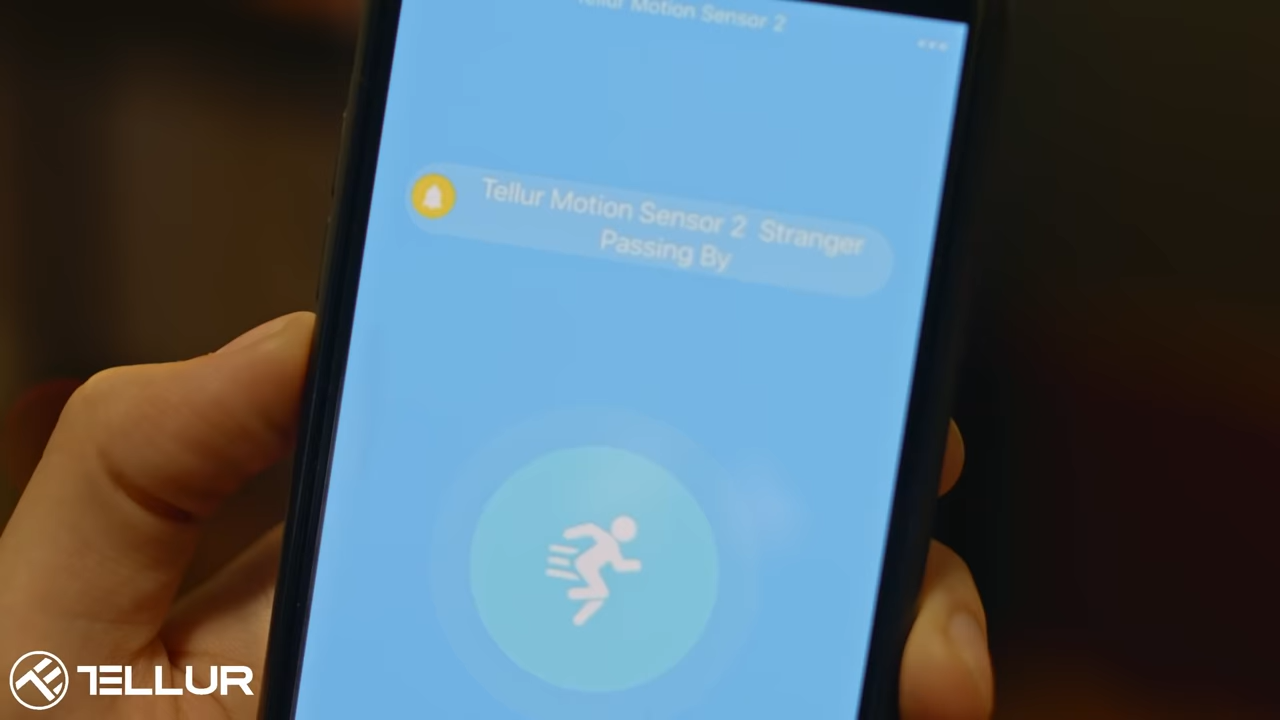 Tellur Motion Sensor 2
Tellur Motion Sensor 2 Stranger
Passing By
TELLUR